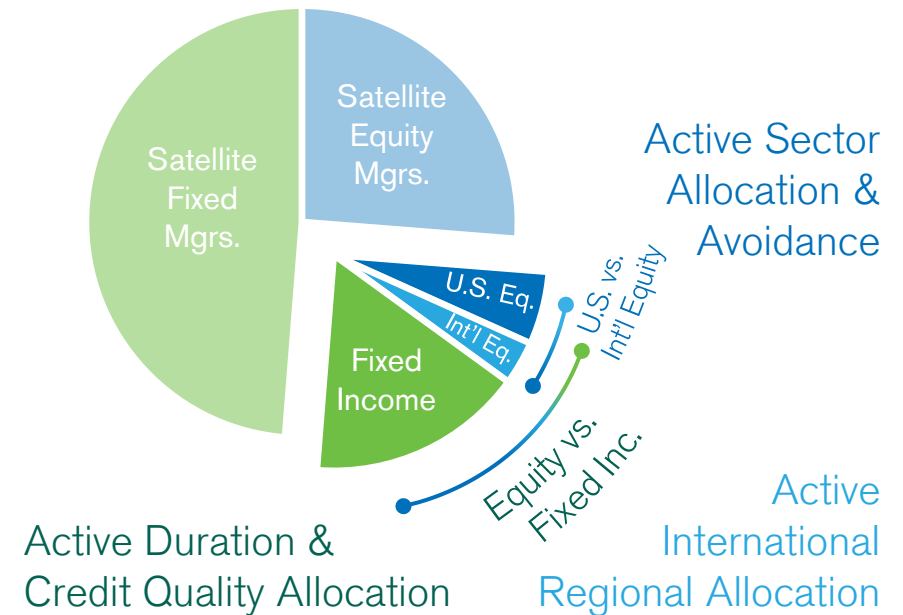 Satellite
Equity
Mgrs.
Satellite
Fixed
Mgrs.
Active Sector
Allocation &
Avoidance
U.S. Eq.
Int'l Eq.
U.S. vs.
Int'l Equity
Fixed
Income
Equity vs.
Fixed Inc.
Active Duration &
Credit Quality Allocation
Active
International
Regional Allocation